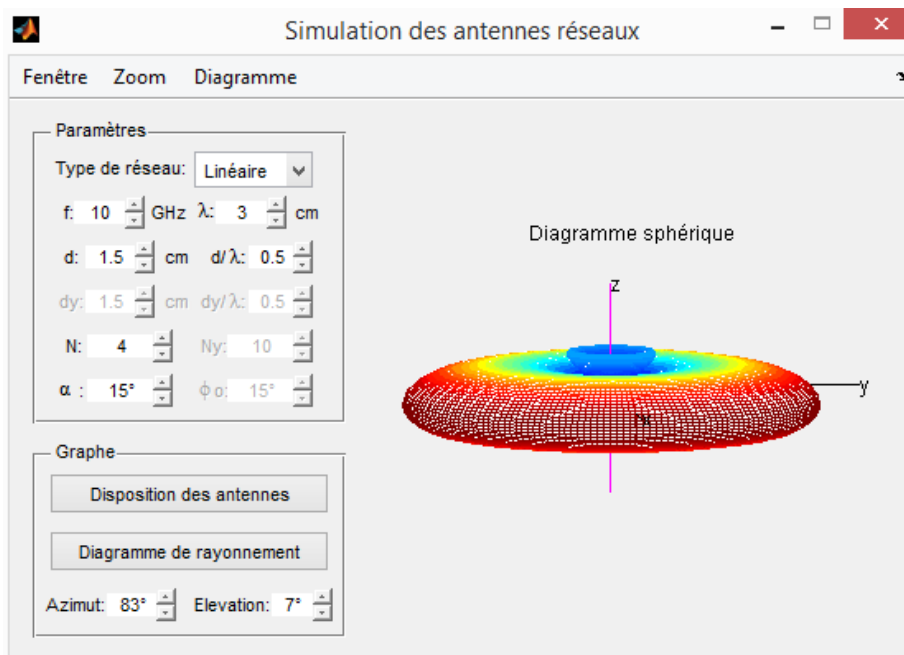 Simulation des antennes réseaux
Fenêtre Zoom Diagramme
Paramètres
Type de réseau: Linéaire
f: 10 GHz λ: 3 cm
d: 1.5 cm d/λ: 0.5
dy: 1.5 cm dy/λ: 0.5
N: 4 Ny: 10
α : 15° ϕo: 15°
Graphe
Disposition des antennes
Diagramme de rayonnement
Azimut: 83° Elevation: 7°
Diagramme sphérique
z
y